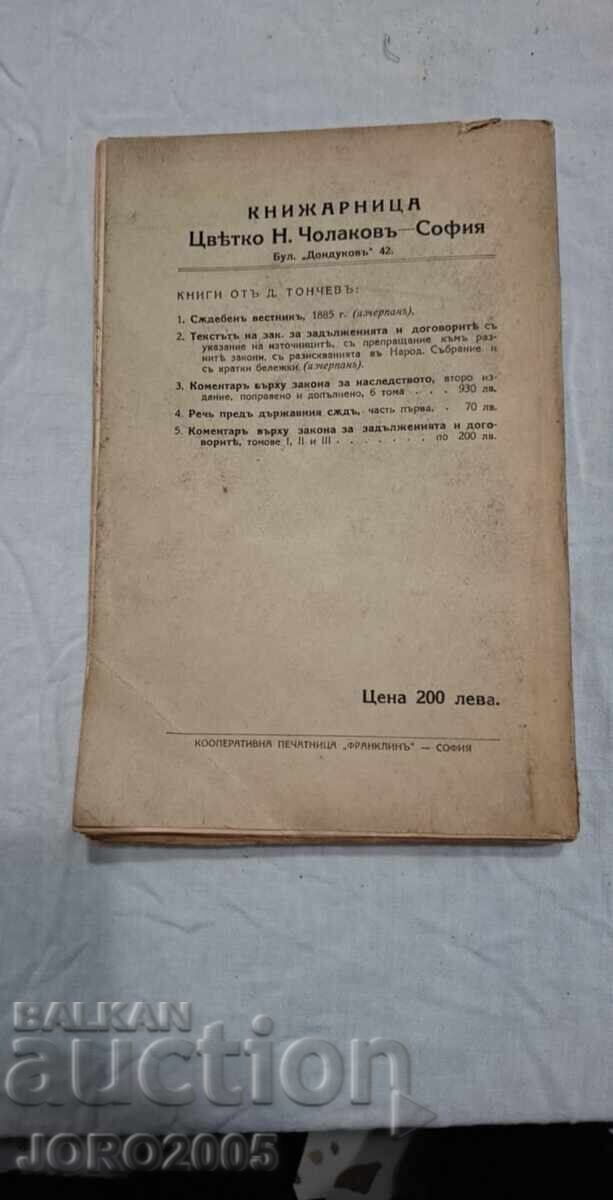 КНИЖАРНИЦА
Цвѣтко Н. Чолаковъ—София
Бул. „Дондуковъ" 42.
КНИГИ ОТЪ Д. ТОНЧЕВЪ:
1. Сѫдебенъ вестникъ, 1885 г. (изчерпанъ).
2. Текстътъ на зак. за задълженията и договоритѣ съ
указание на източницитѣ, съ препращание къмъ раз-
нитѣ закони, съ разискванията въ Народ. Събрание и
съ кратки бележки. (изчерпанъ).
3. Коментаръ върху закона за наследството, второ из-
дание, поправено и допълнено, 6 тома . . . 930 лв.
4. Речь предъ държавния сѫдъ, часть първа. . 70 лв.
5. Коментаръ върху закона за задълженията и дого-
воритѣ, томове I, II и III . . . . . . . по 200 лв.
Цена 200 лева.
КООПЕРАТИВНА ПЕЧАТНИЦА „ФРАНКЛИНЪ" — СОФИЯ
BALKAN
auction
JORO2005